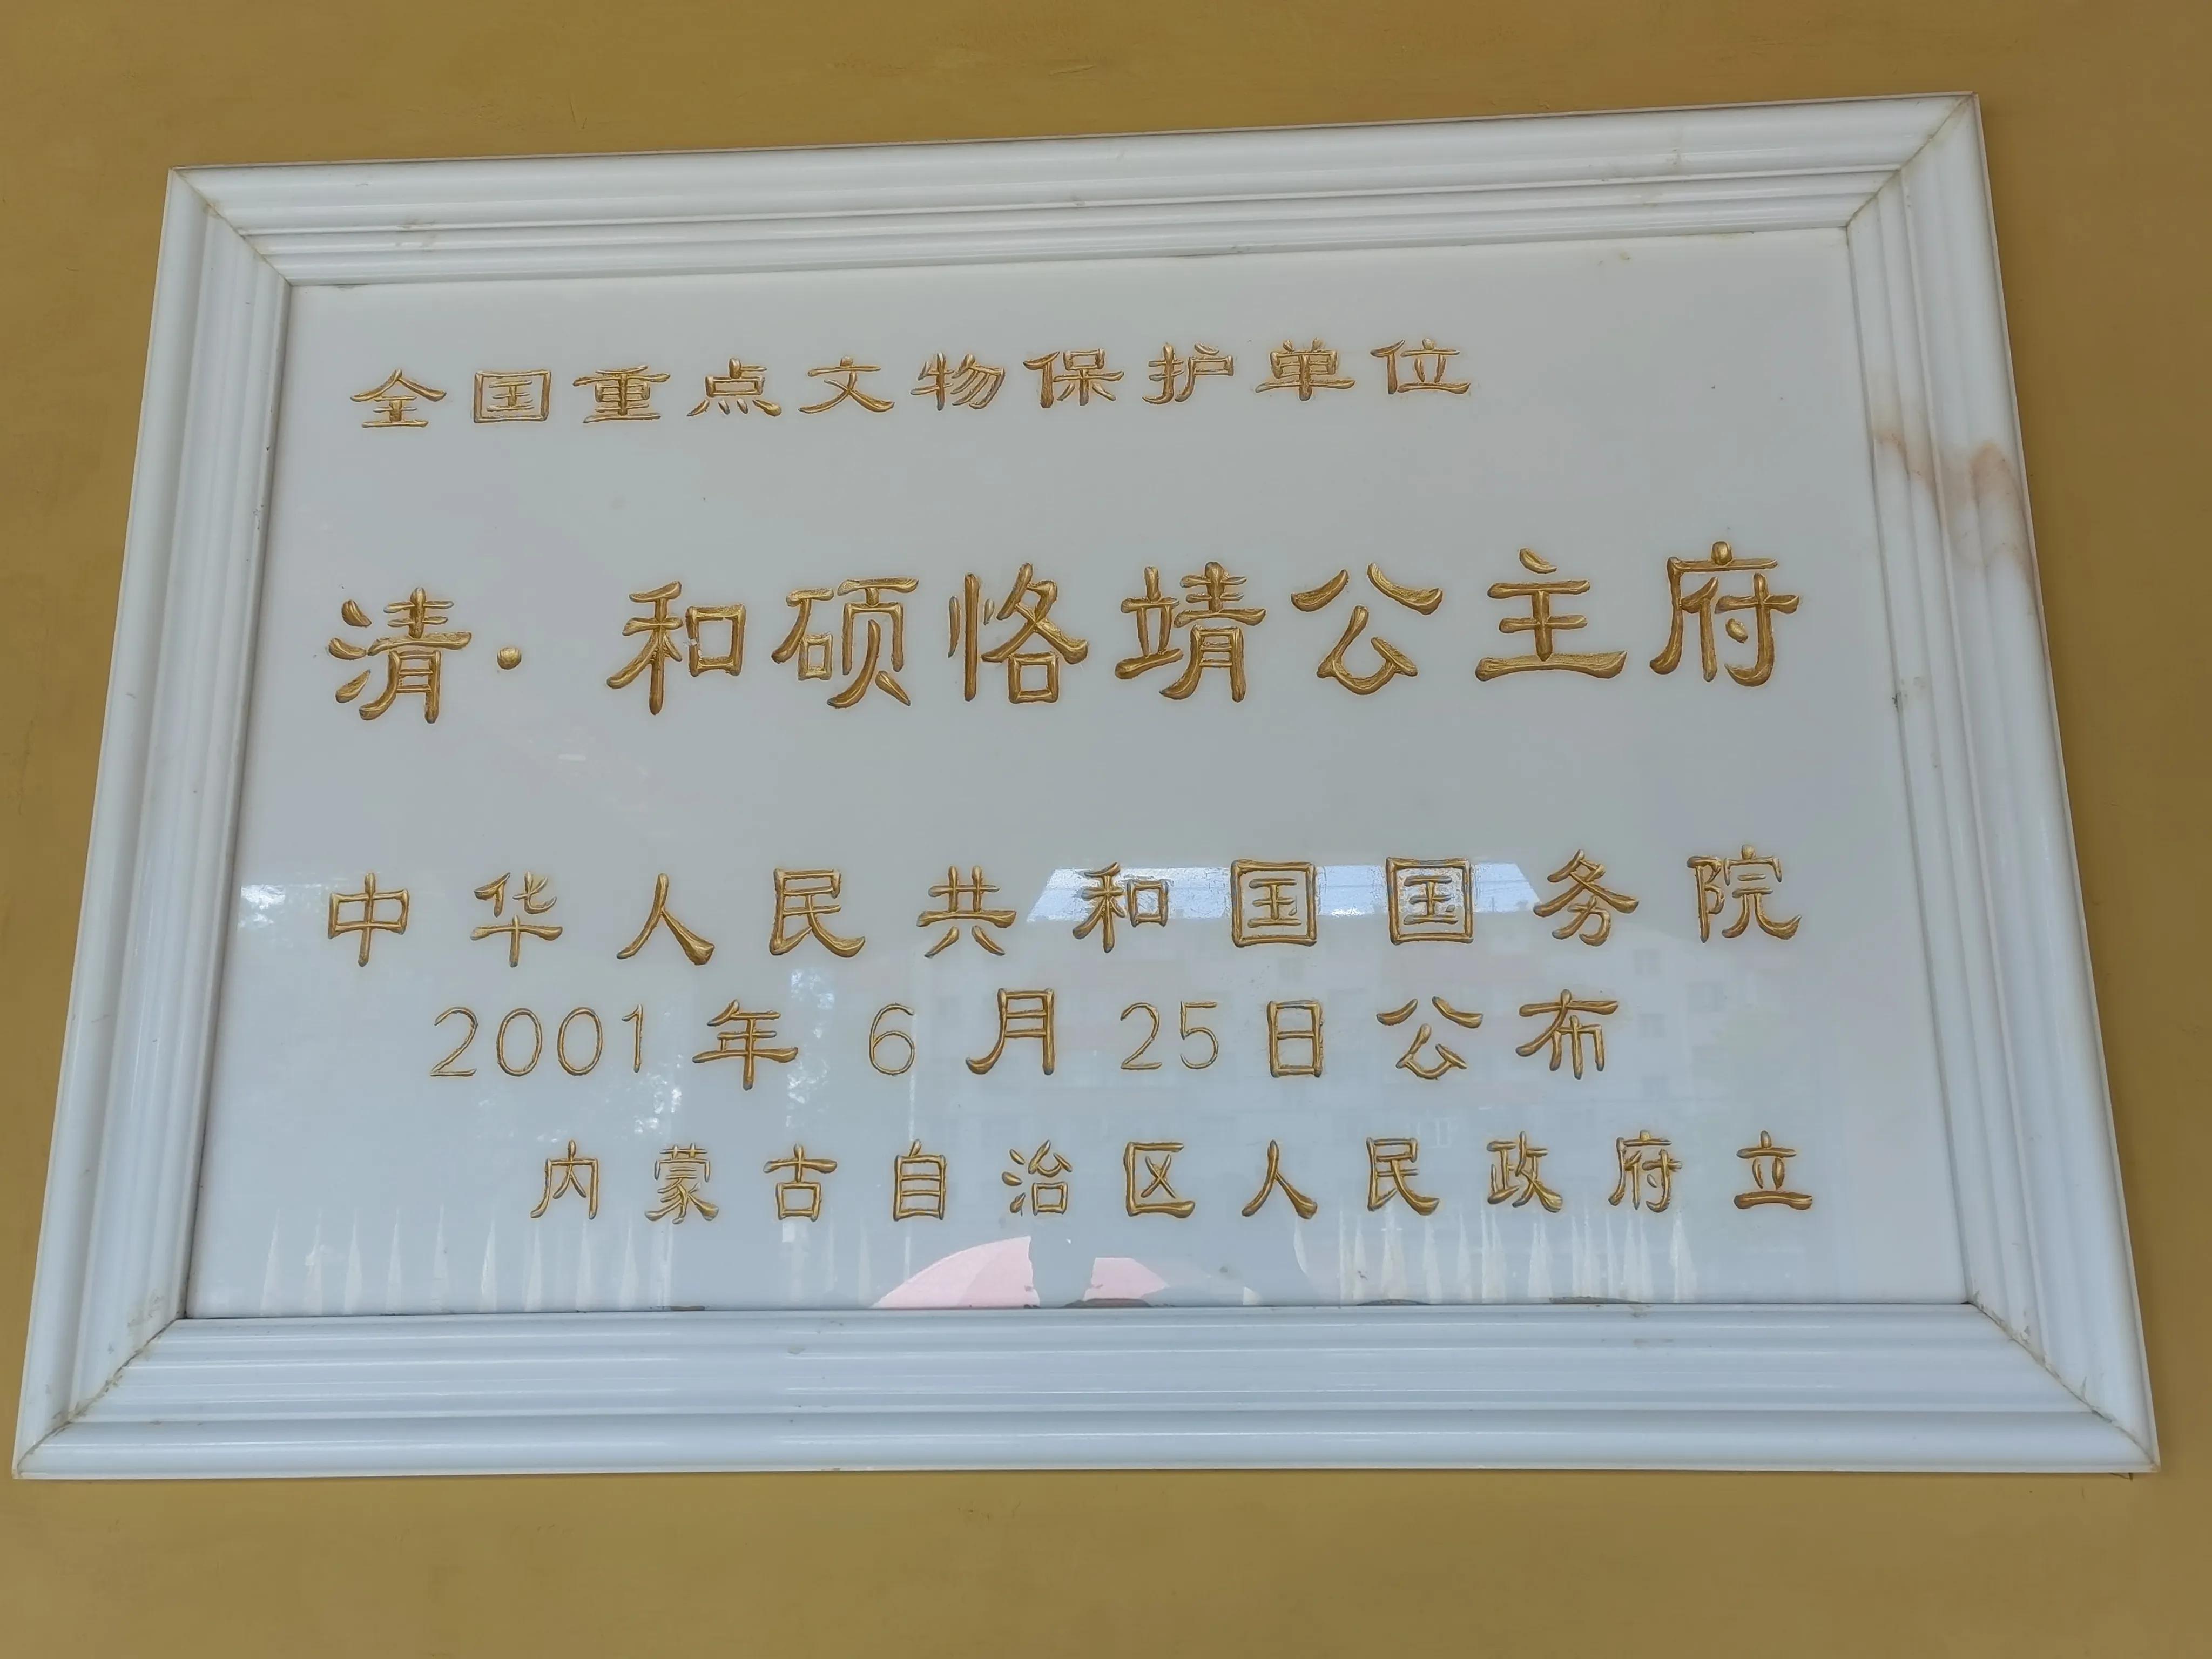 全国重点文物保护单位
清·和硕恪靖公主府
中华人民共和国国务院
2001年6月25日公布
内蒙古自治区人民政府立